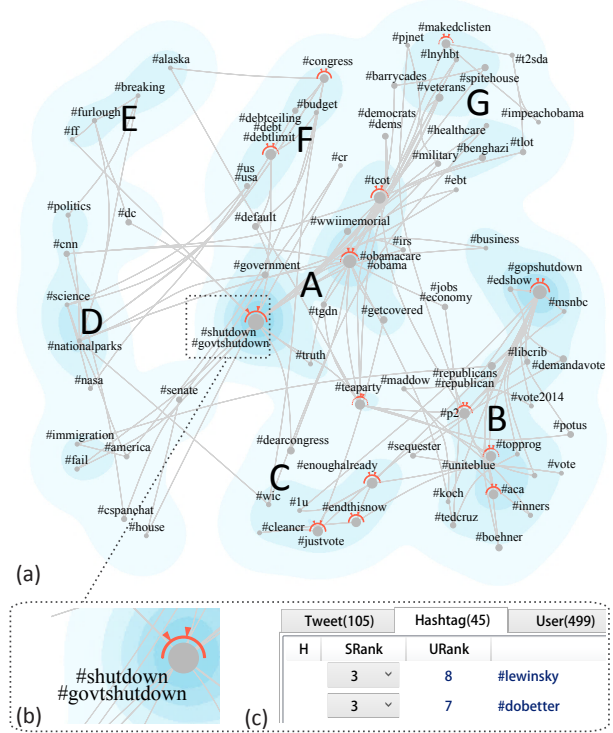 #makedclisten
#pjnet
#lnyhbt
#alaska
#congress
#t2sda
#barrycades
#spitehouse
#breaking
#veterans
E
G
#furlough
#budget
#democrats
#impeachobama
#debtceiling
F
#dems
#ff
#debt
#healthcare
#debtlimit
#benghazi
#cr
#military
#tlot
#us
#usa
#tcot
#ebt
#politics
#dc
#default
#wwiimemorial
#cnn
#irs
#business
#obamacare
#government
#obama
#gopshutdown
A
#edshow
#jobs
#science
#economy
#msnbc
#tgdn
D
#getcovered
#shutdown
#nationalparks
#govtshutdown
#truth
#libcrib
#republicans
#demandavote
#nasa
#teaparty
#maddow
#republican
#senate
#p2
#vote2014
B
#immigration
#dearcongress
#potus
#america
#sequester
#topprog
#fail
#enoughalready
#uniteblue
C
#vote
#wic
#1u
#koch
#aca
#cspanchat
#endthisnow
#inners
#house
#cleancr
#tedcruz
#justvote
#boehner
(a)
Tweet(105) Hashtag(45) User(499)
H SRank URank
#shutdown
3 8 #lewinsky
#govtshutdown
3 7 #dobetter
(b) (c)